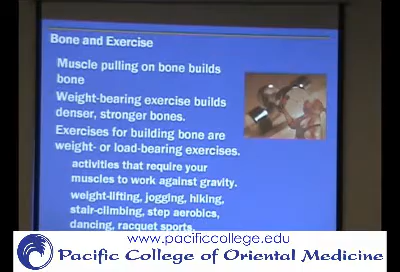 Bone and Exercise
Muscle pulling on bone builds
bone
Weight-bearing exercise builds
denser, stronger bones.
Exercises for building bone are
weight- or load-bearing exercises.
activities that require your
muscles to work against gravity.
weight-lifting, jogging, hiking,
stair-climbing, step aerobics,
dancing, racquet sports,
www.pacificcollege.edu
Pacific College of Oriental Medicine